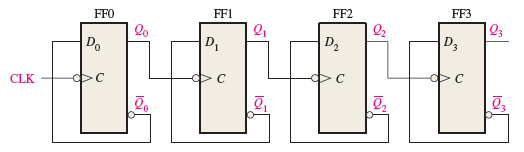 FF0 FF1 FF2 FF3
Q₀ Q₁ Q₂ Q₃
D₀ D₁ D₂ D₃
CLK C C C C
Q̅₀ Q̅₁ Q̅₂ Q̅₃